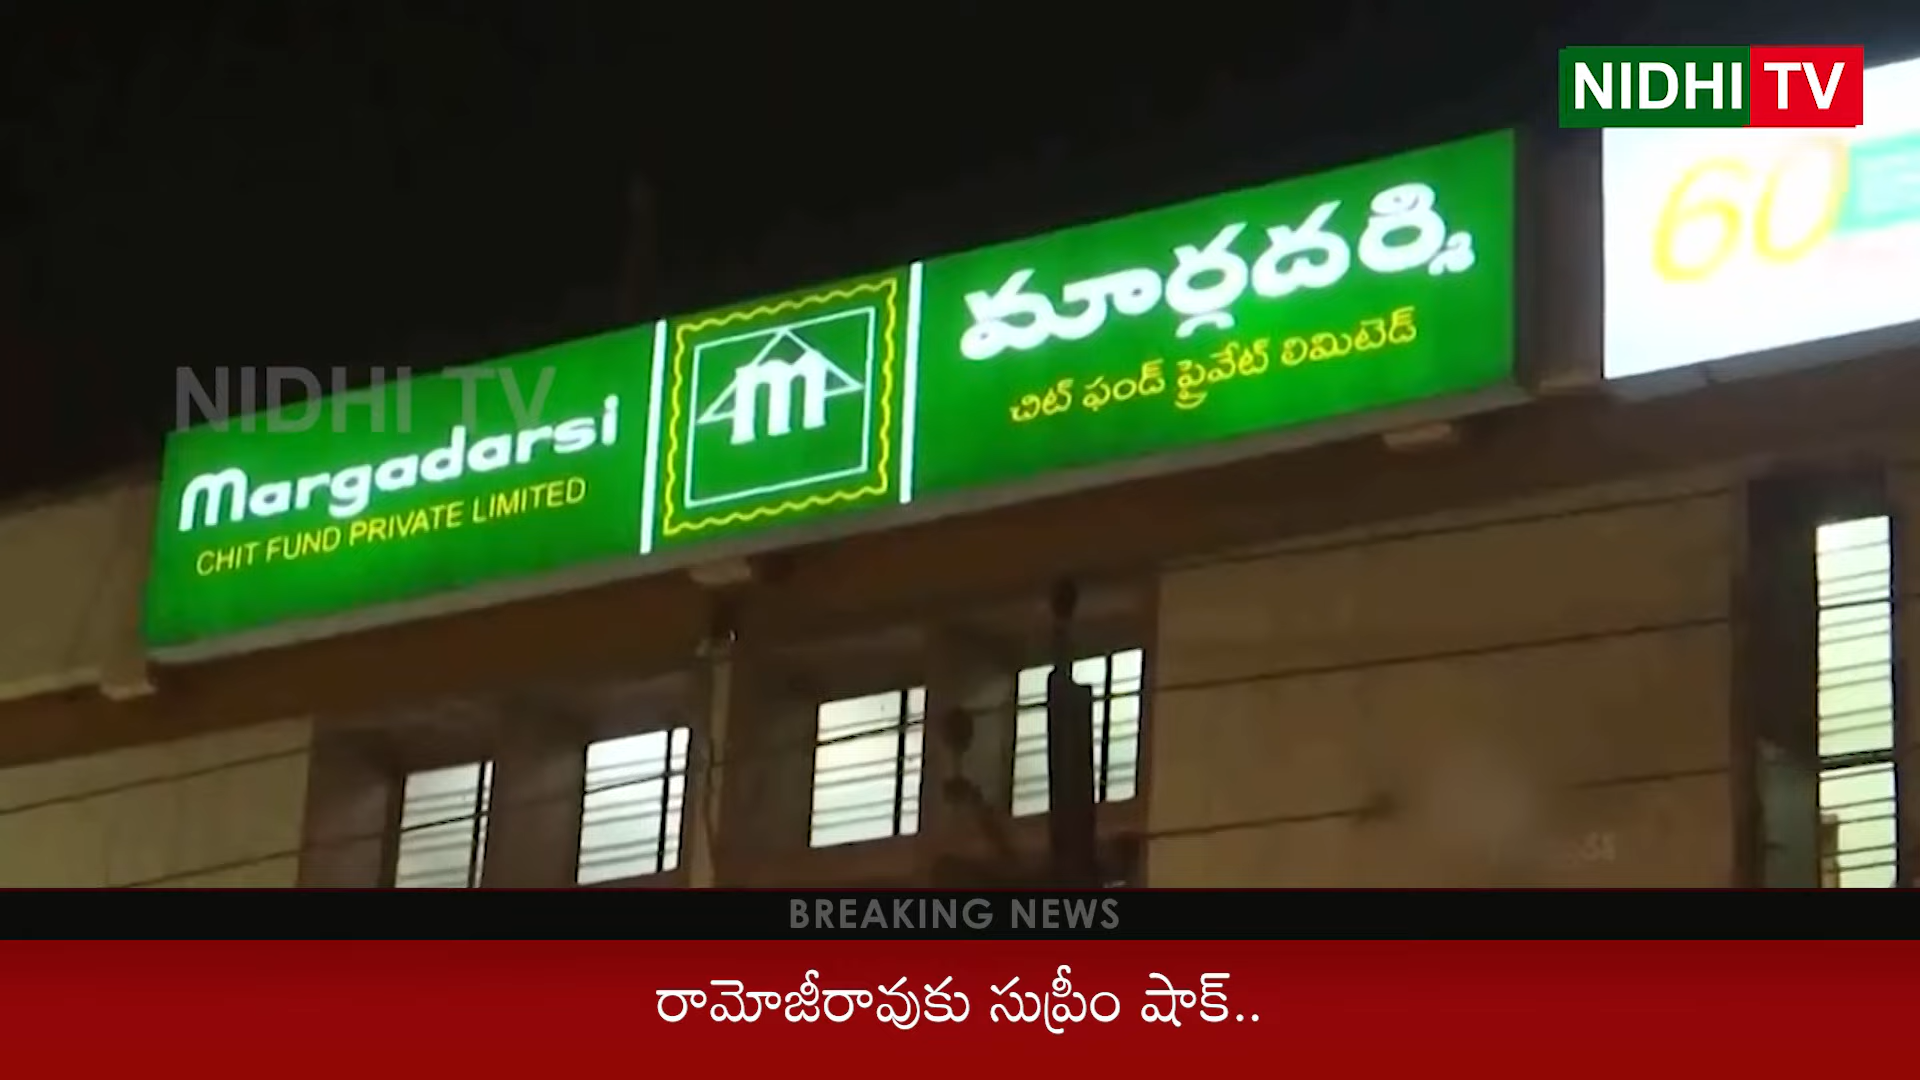 NIDHI TV
60
NIDHI TV
Margadarsi
CHIT FUND PRIVATE LIMITED
m
మార్గదర్శి
చిట్ ఫండ్ ప్రైవేట్ లిమిటెడ్
BREAKING NEWS
రామోజీరావుకు సుప్రీం షాక్..